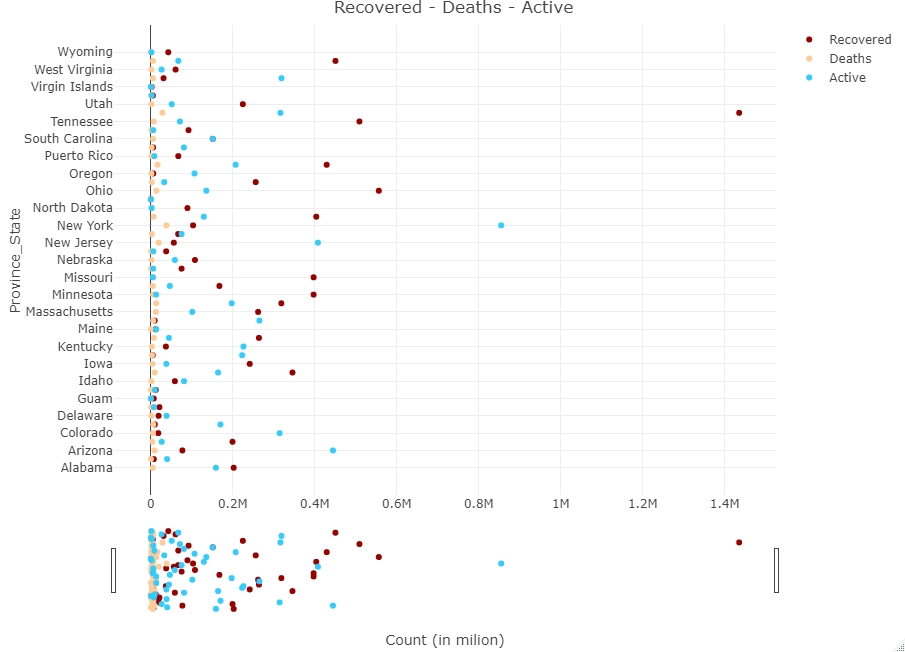 Recovered - Deaths - Active
Recovered
Deaths
Active
Province_State
Wyoming
West Virginia
Virgin Islands
Utah
Tennessee
South Carolina
Puerto Rico
Oregon
Ohio
North Dakota
New York
New Jersey
Nebraska
Missouri
Minnesota
Massachusetts
Maine
Kentucky
Iowa
Idaho
Guam
Delaware
Colorado
Arizona
Alabama
0 0.2M 0.4M 0.6M 0.8M 1M 1.2M 1.4M
Count (in milion)